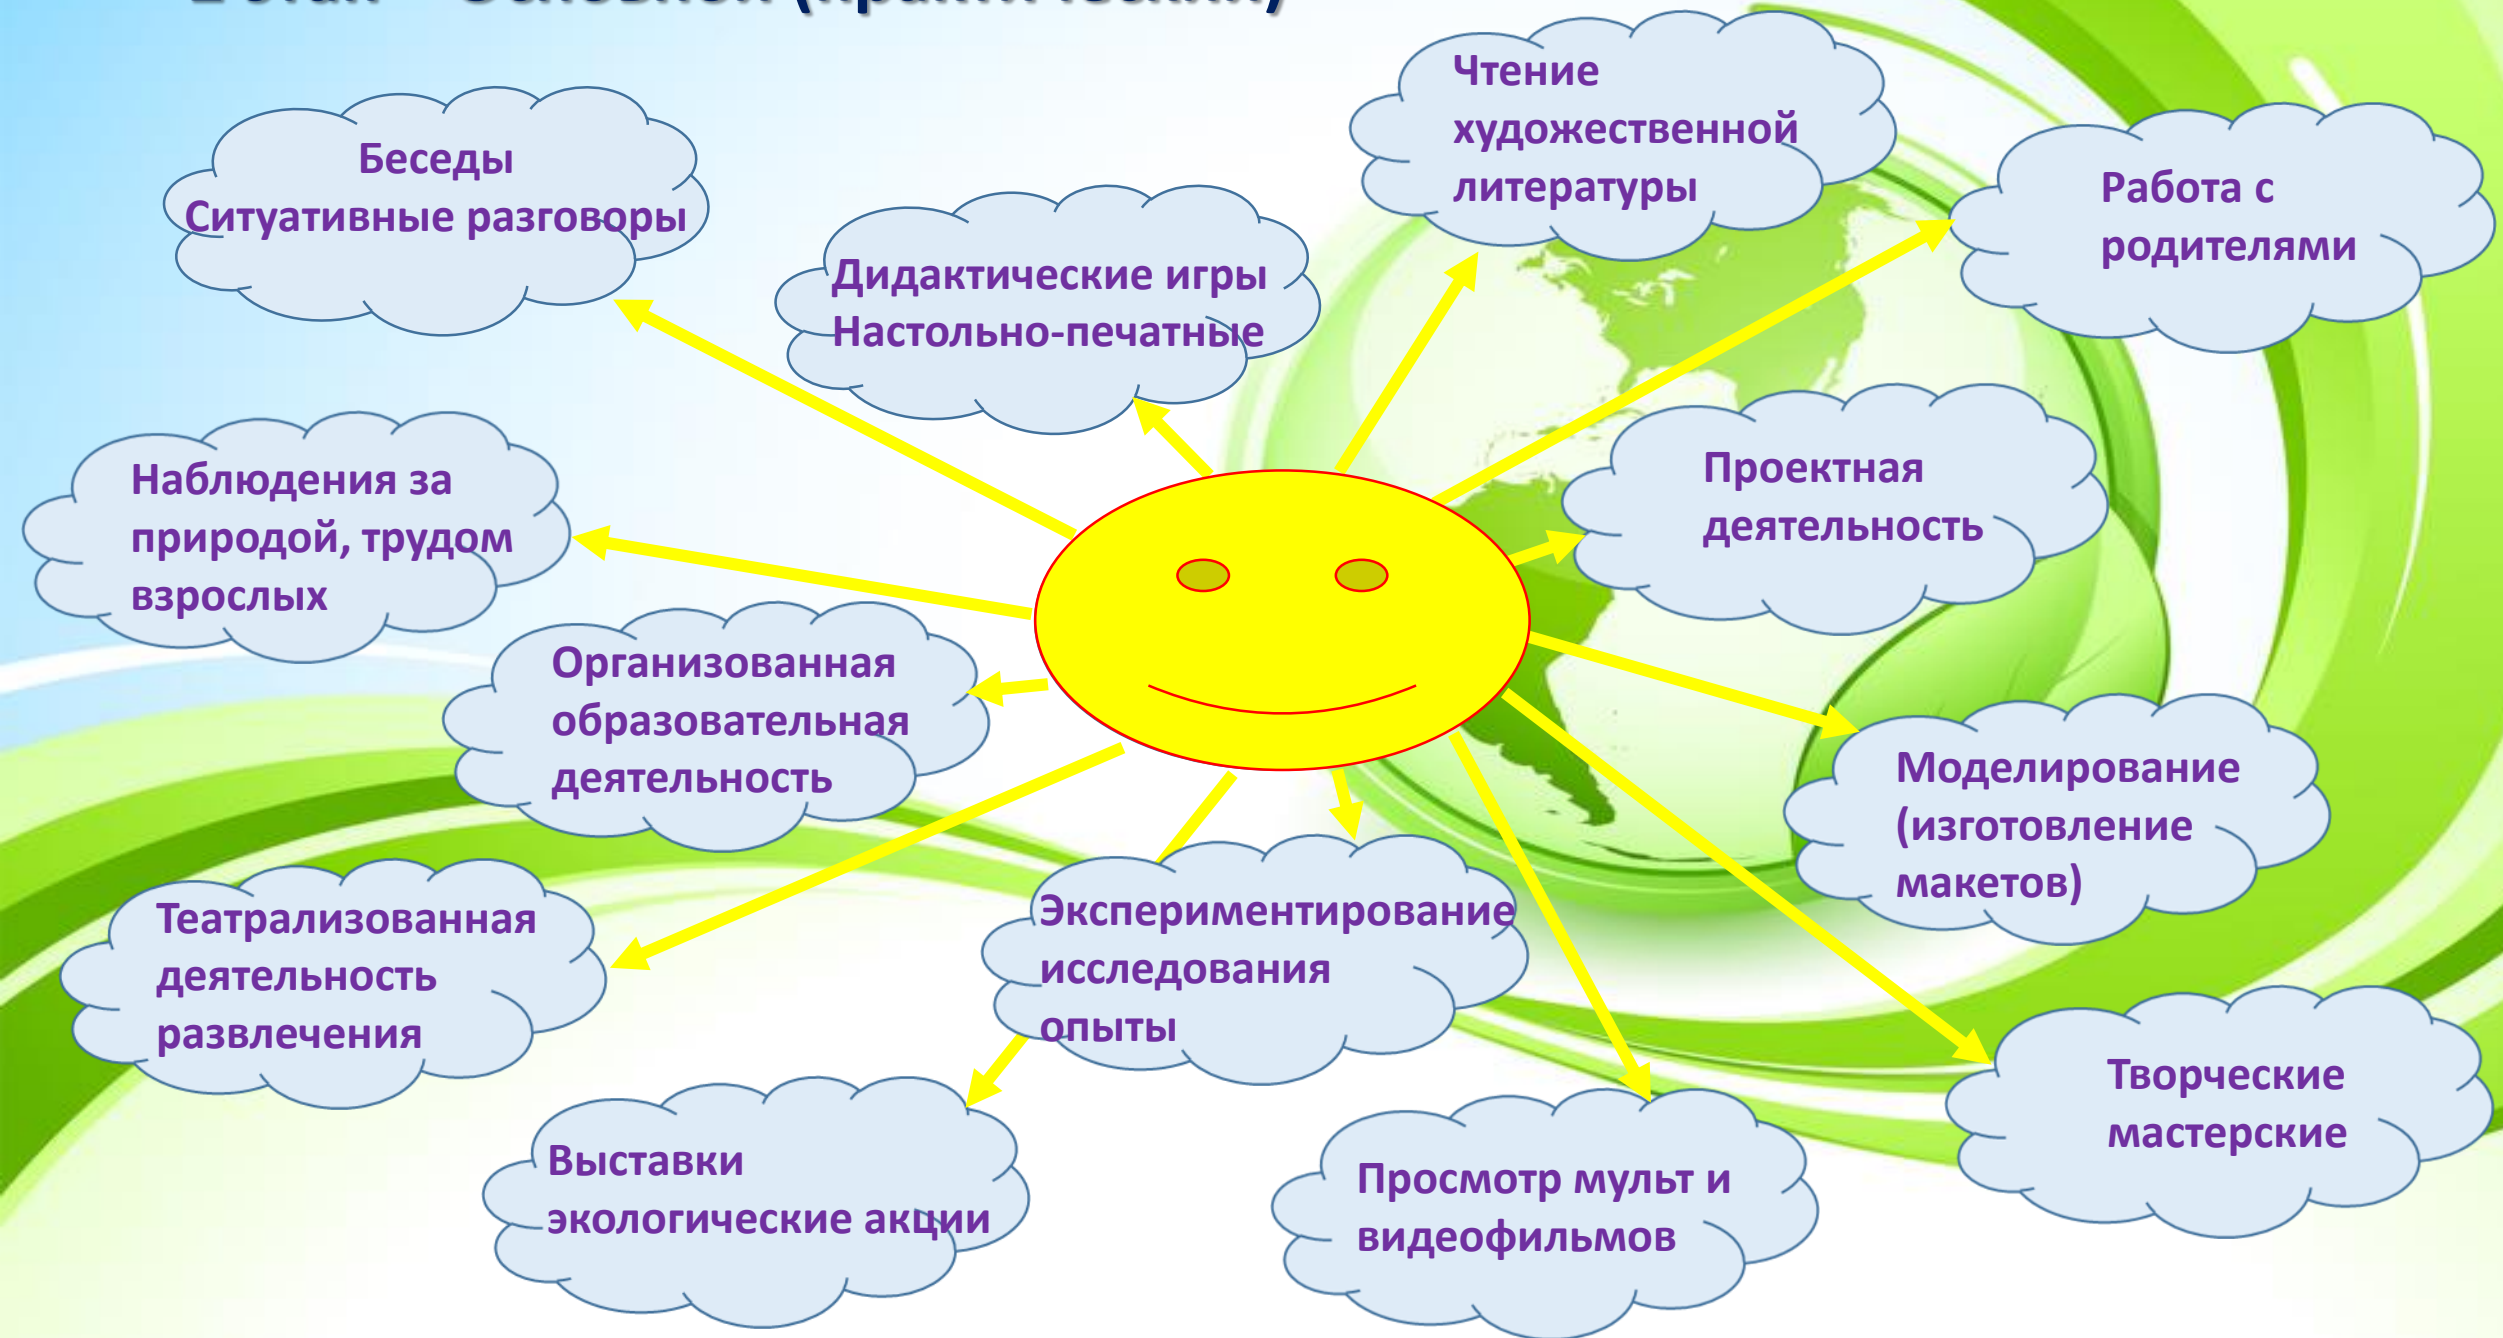 Чтение
художественной
литературы
Беседы
Ситуативные разговоры
Работа с
родителями
Дидактические игры
Настольно-печатные
Проектная
деятельность
Наблюдения за
природой, трудом
взрослых
Организованная
образовательная
деятельность
Моделирование
(изготовление
макетов)
Театрализованная
деятельность
развлечения
Экспериментирование
исследования
опыты
Творческие
мастерские
Выставки
экологические акции
Просмотр мульт и
видеофильмов